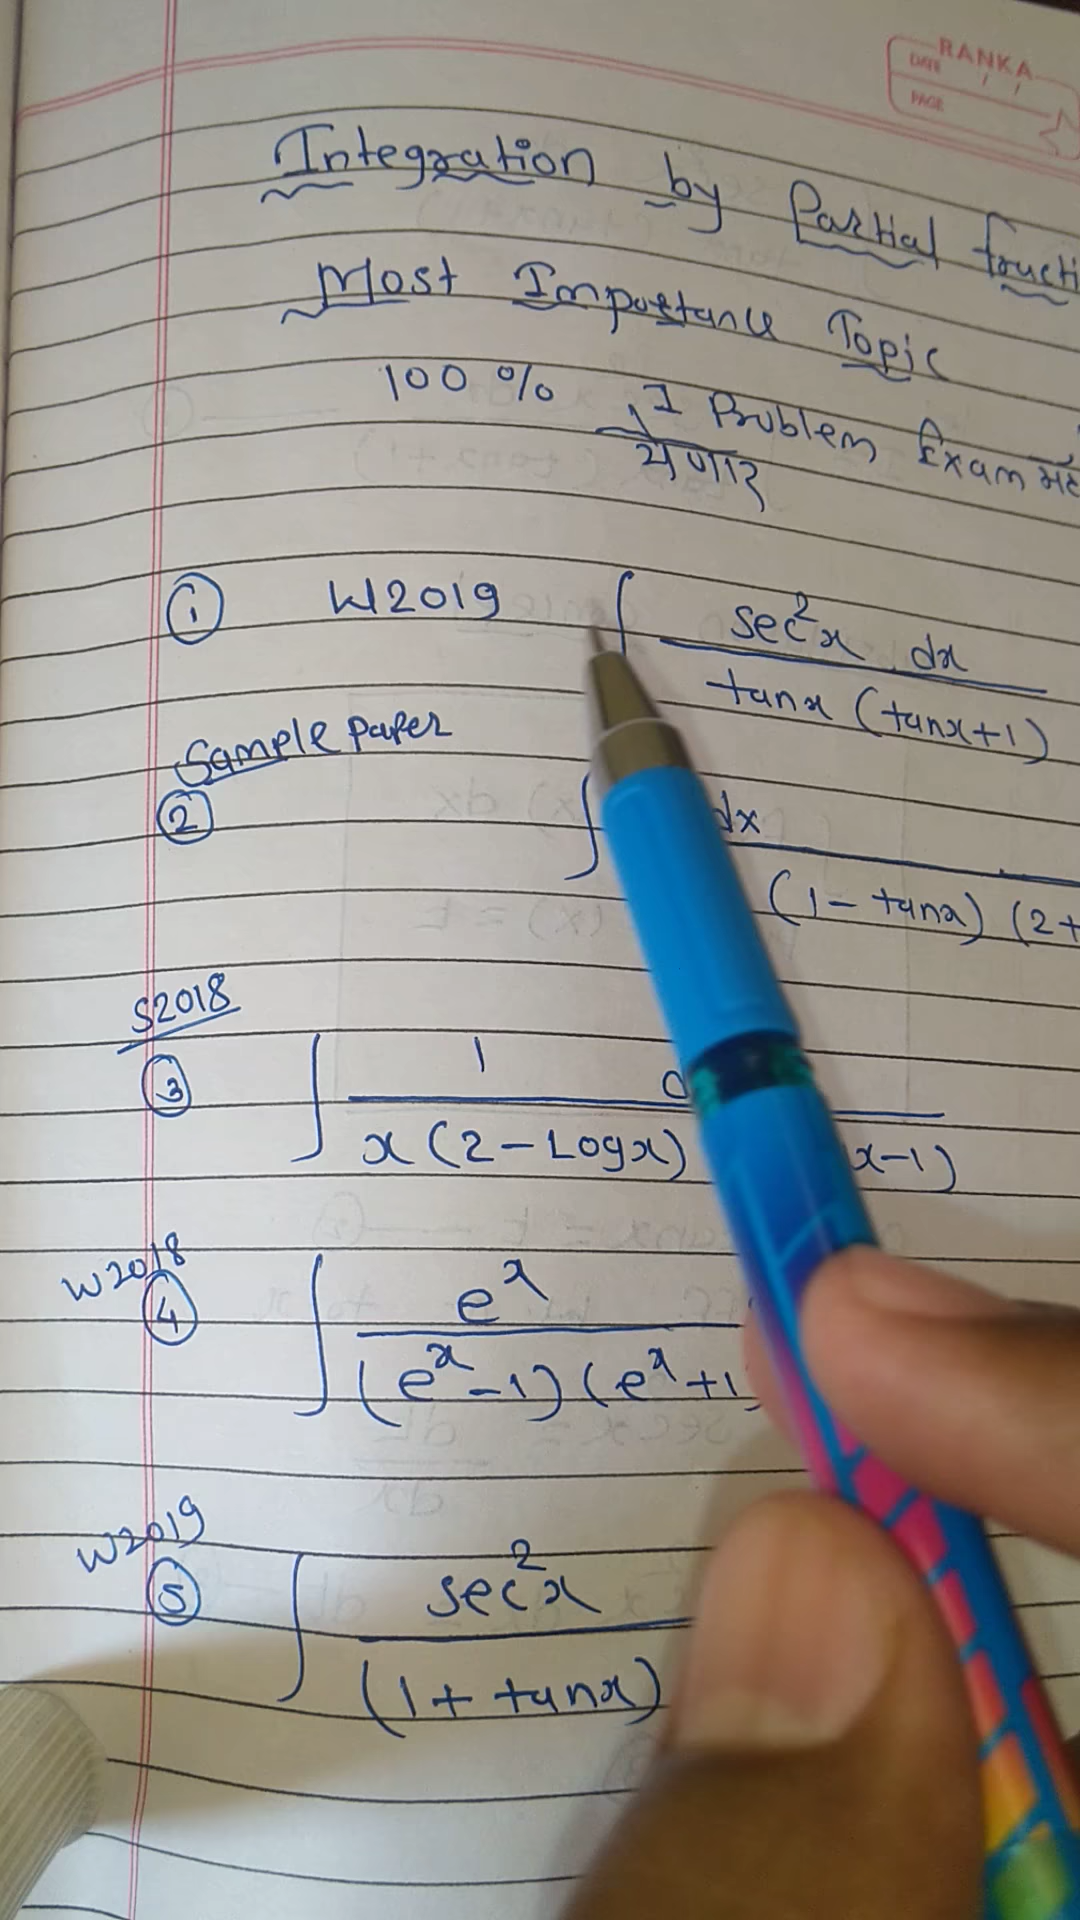 RANKA
DATE / /
PAGE
Integration by Partial
Most Importance Topic
100 % 1 Problem Exam
① W2019 ∫ sec²x dx
tanx (tanx+1)
Sample Paper
② ∫ dx
(1 - tanx) (2+
S2018
③ ∫ 1
x (2 - Logx) x-1)
W2018
④ ∫ eˣ
(eˣ-1) (eˣ+1
W2019
⑤ ∫ sec²x
(1 + tanx)